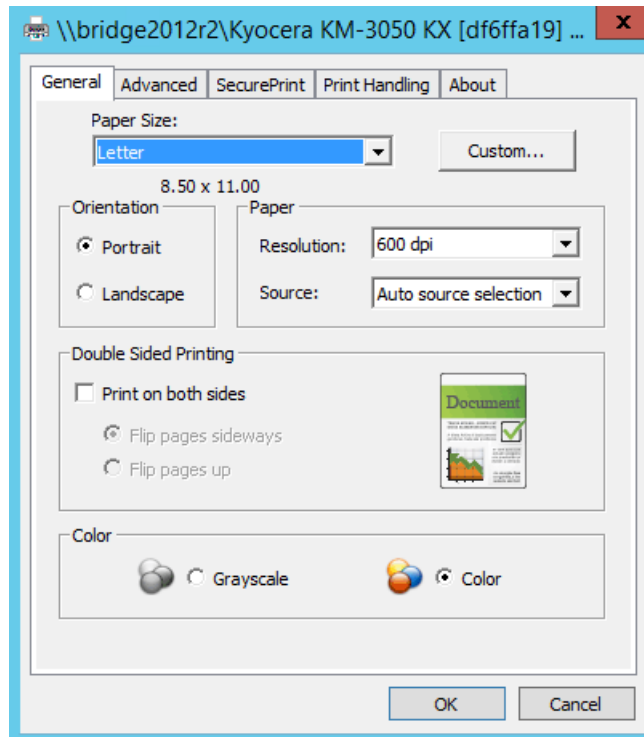 \\bridge2012r2\Kyocera KM-3050 KX [df6ffa19] ... x
General Advanced SecurePrint Print Handling About
Paper Size:
Letter Custom...
8.50 x 11.00
Orientation Paper
Portrait Resolution: 600 dpi
Landscape Source: Auto source selection
Double Sided Printing
Print on both sides
Flip pages sideways
Flip pages up
Document
Color
Grayscale Color
OK Cancel